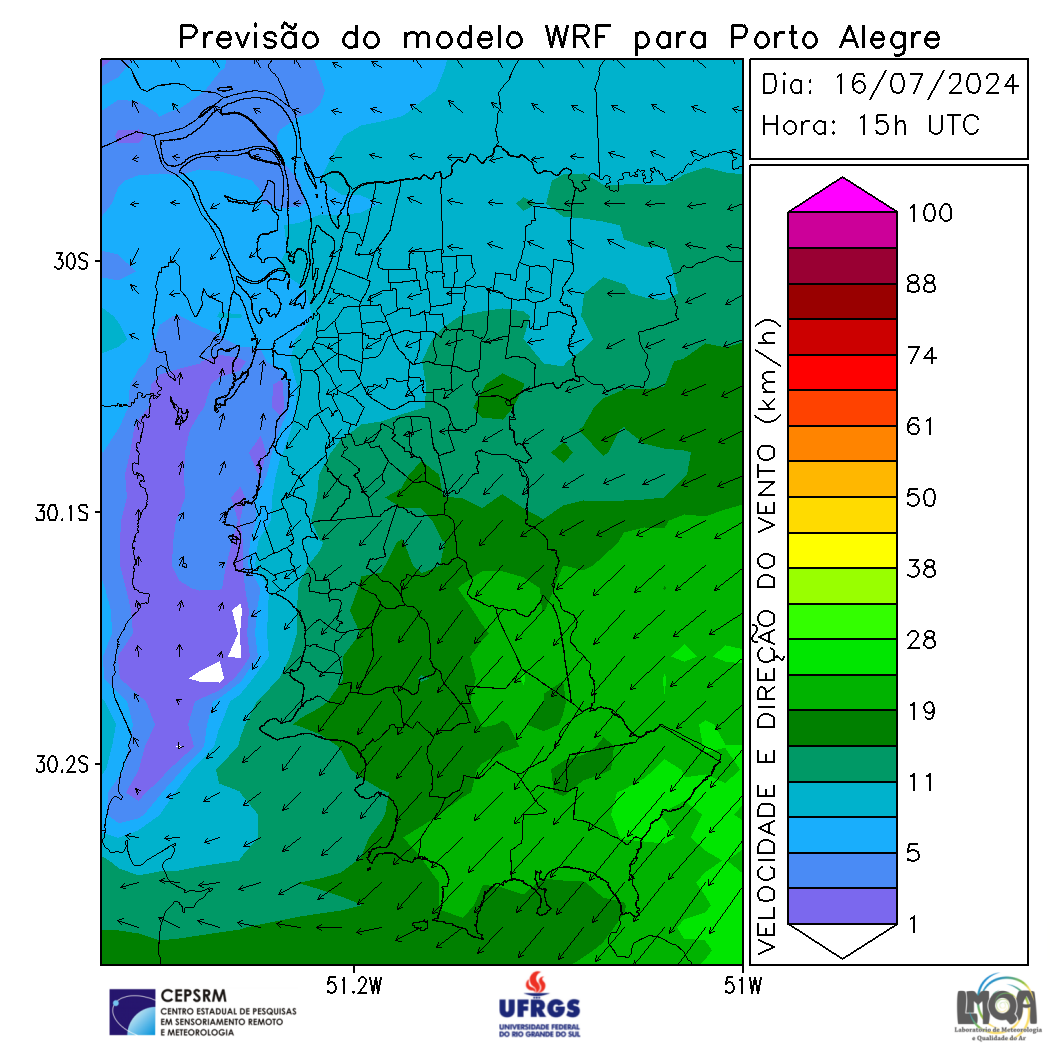 Previsão do modelo WRF para Porto Alegre
Dia: 16/07/2024
Hora: 15h UTC
30S
30.1S
30.2S
51.2W
51W
VELOCIDADE E DIREÇÃO DO VENTO (km/h)
100
88
74
61
50
38
28
19
11
5
1
CEPSRM
CENTRO ESTADUAL DE PESQUISAS
EM SENSORIAMENTO REMOTO
E METEOROLOGIA
UFRGS
UNIVERSIDADE FEDERAL
DO RIO GRANDE DO SUL
LMQA
Laboratório de Meteorologia
e Qualidade do Ar